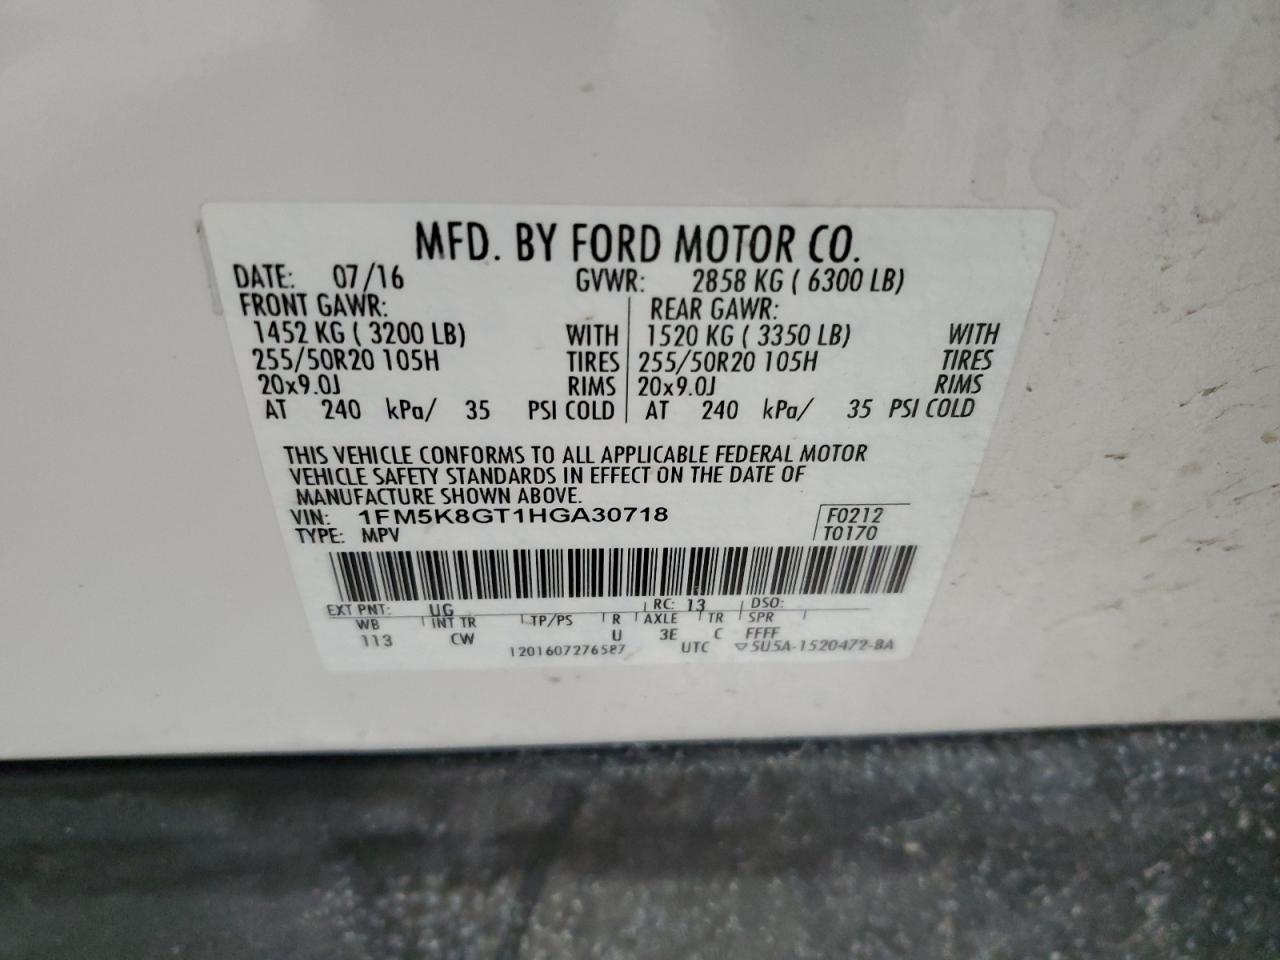 MFD. BY FORD MOTOR CO.
DATE: 07/16 GVWR: 2858 KG ( 6300 LB)
FRONT GAWR: REAR GAWR:
1452 KG ( 3200 LB) WITH 1520 KG ( 3350 LB) WITH
255/50R20 105H TIRES 255/50R20 105H TIRES
20x9.0J RIMS 20x9.0J RIMS
AT 240 kPa/ 35 PSI COLD AT 240 kPa/ 35 PSI COLD
THIS VEHICLE CONFORMS TO ALL APPLICABLE FEDERAL MOTOR
VEHICLE SAFETY STANDARDS IN EFFECT ON THE DATE OF
MANUFACTURE SHOWN ABOVE.
VIN: 1FM5K8GT1HGA30718 F0212
TYPE: MPV T0170
EXT PNT: UG RC: 13 DSO:
WB INT TR TP/PS R AXLE TR SPR
113 CW U 3E C FFFF
1201607276587 UTC ▽5U5A-1520472-BA